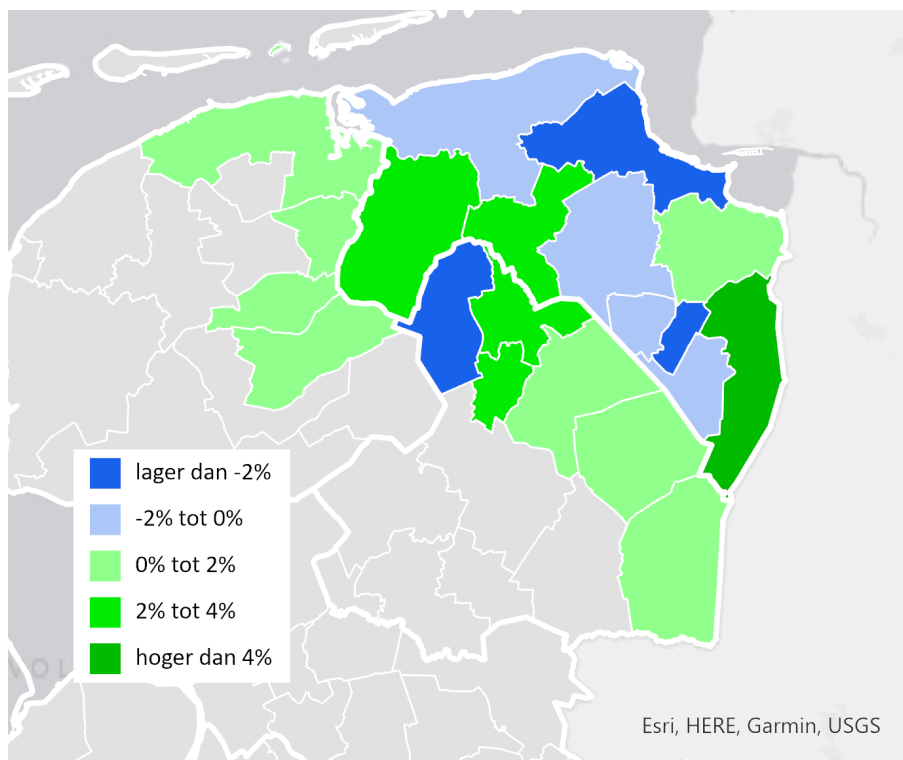 lager dan -2%
-2% tot 0%
0% tot 2%
2% tot 4%
hoger dan 4%
VOL
Esri, HERE, Garmin, USGS